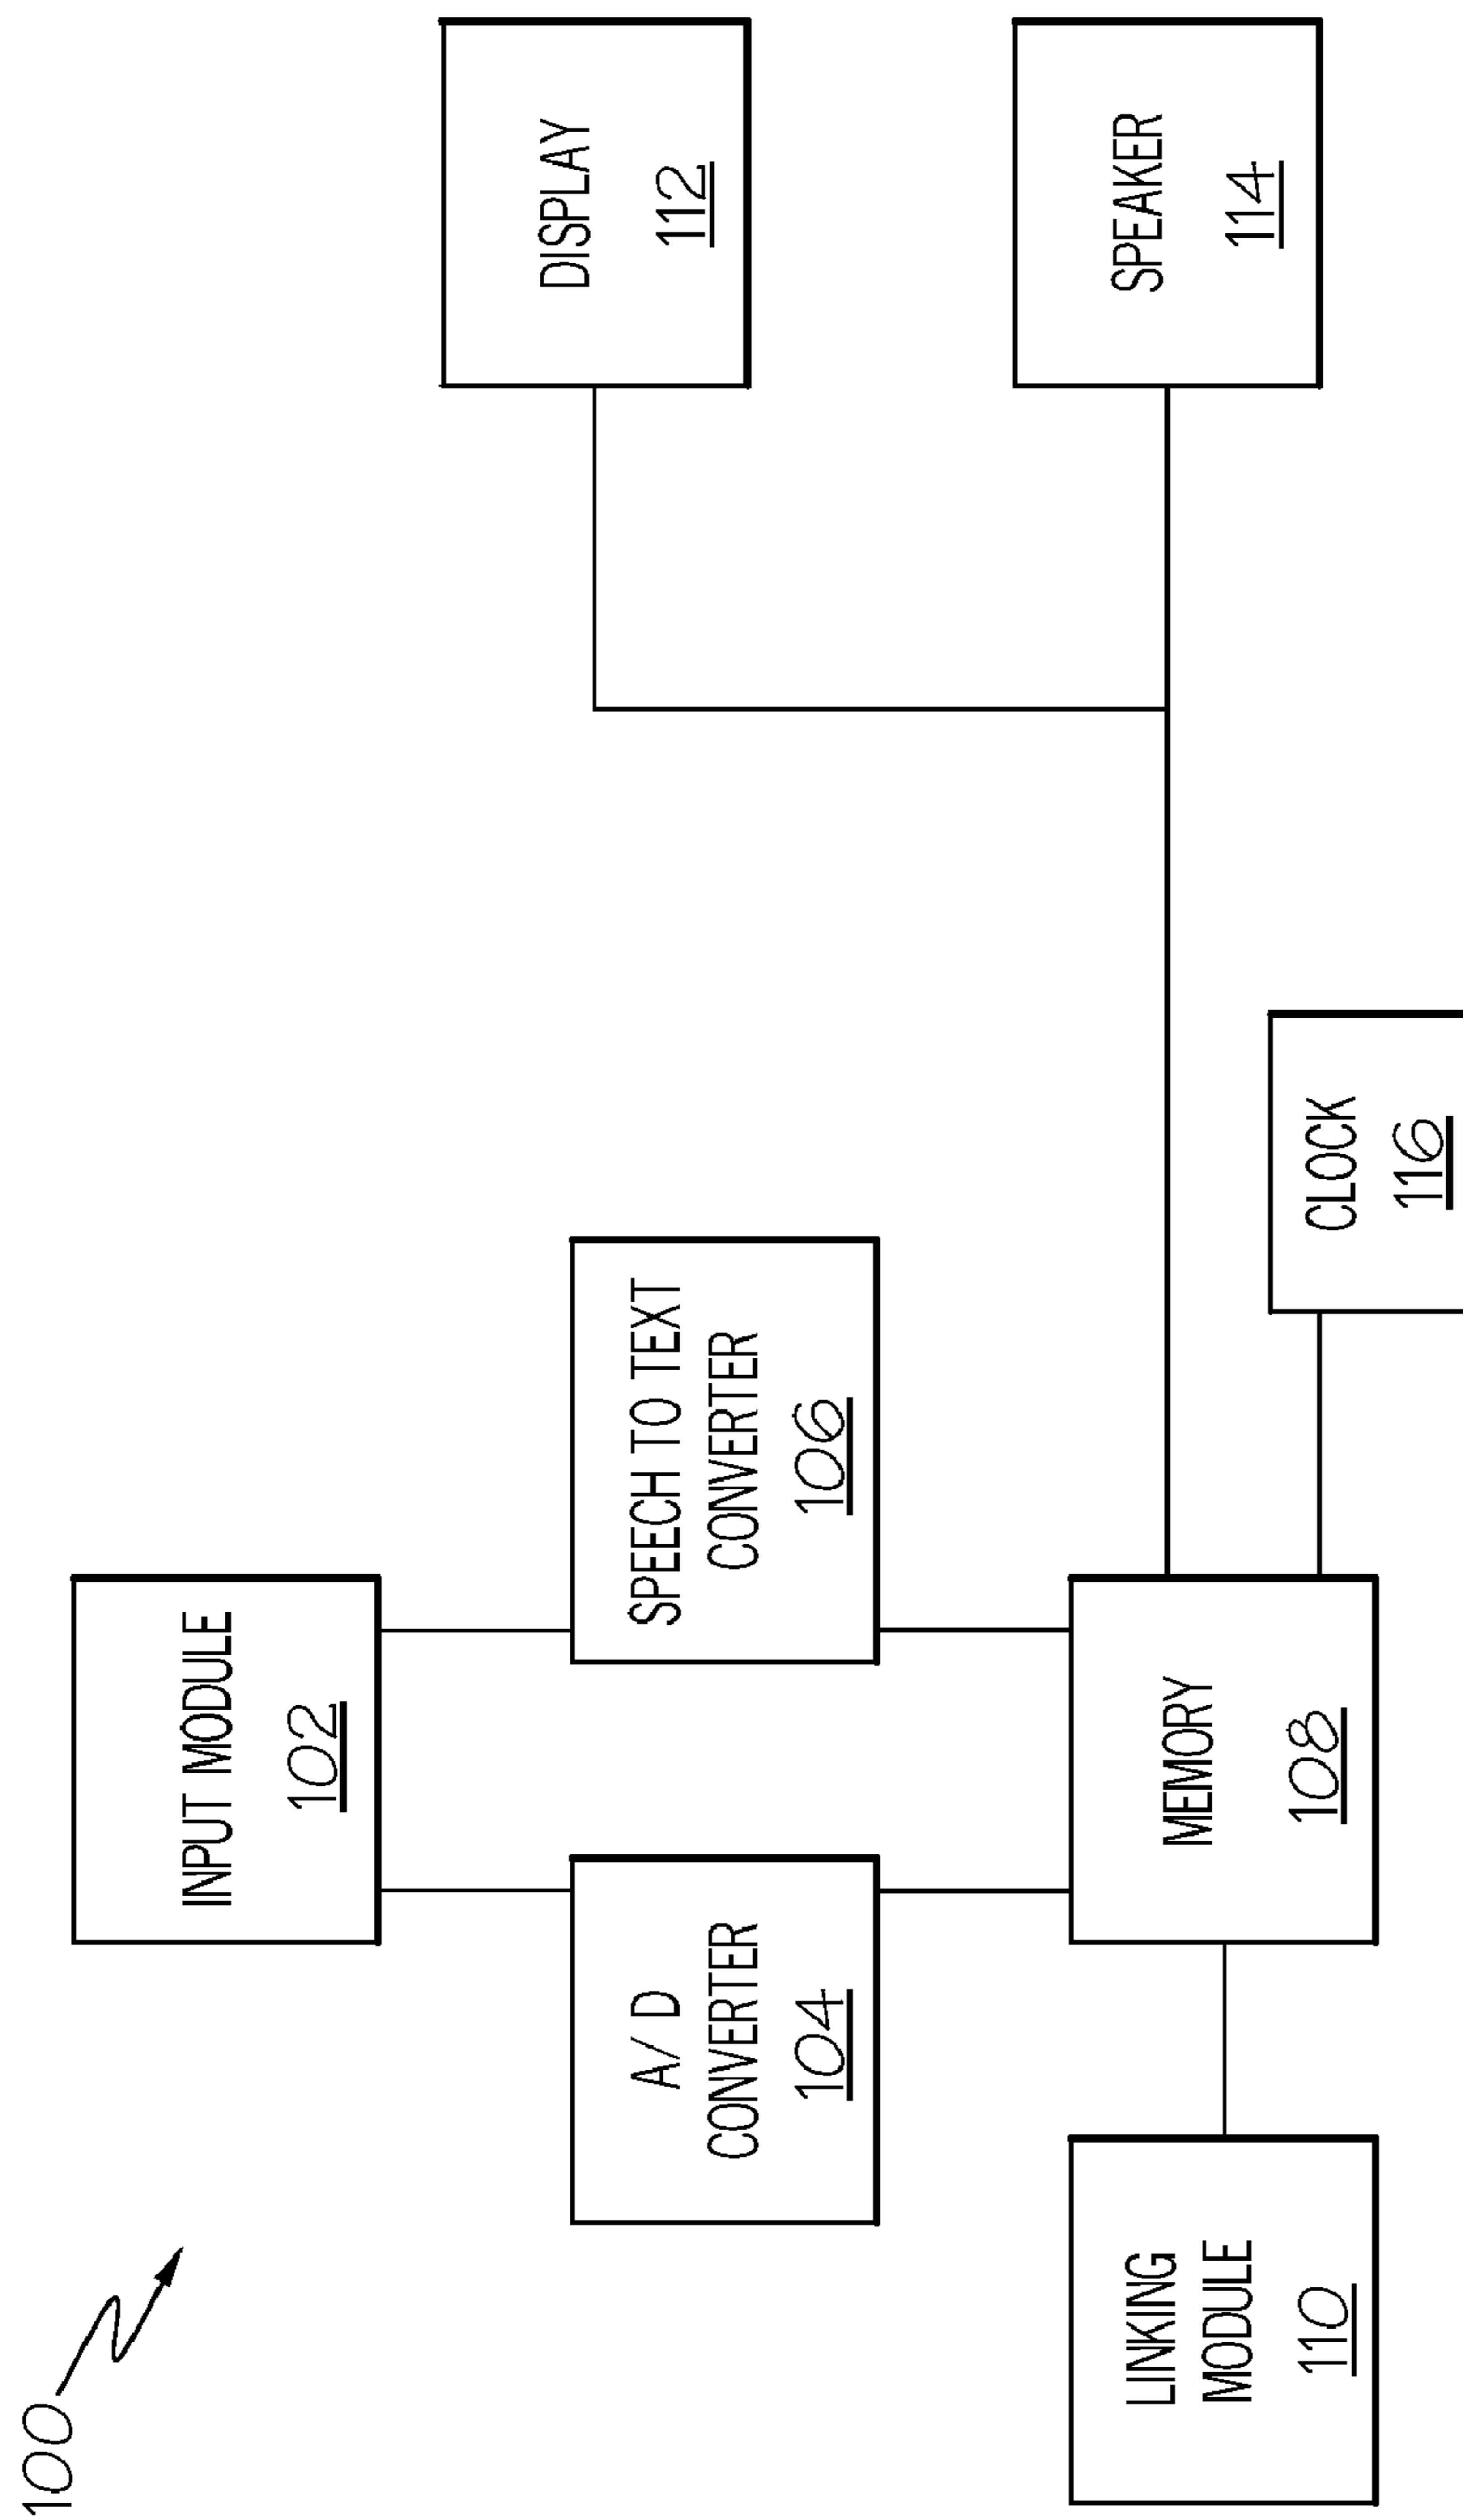 100
INPUT MODULE
102
A/D
CONVERTER
104
SPEECH TO TEXT
CONVERTER
106
DISPLAY
112
LINKING
MODULE
110
MEMORY
108
SPEAKER
114
CLOCK
116